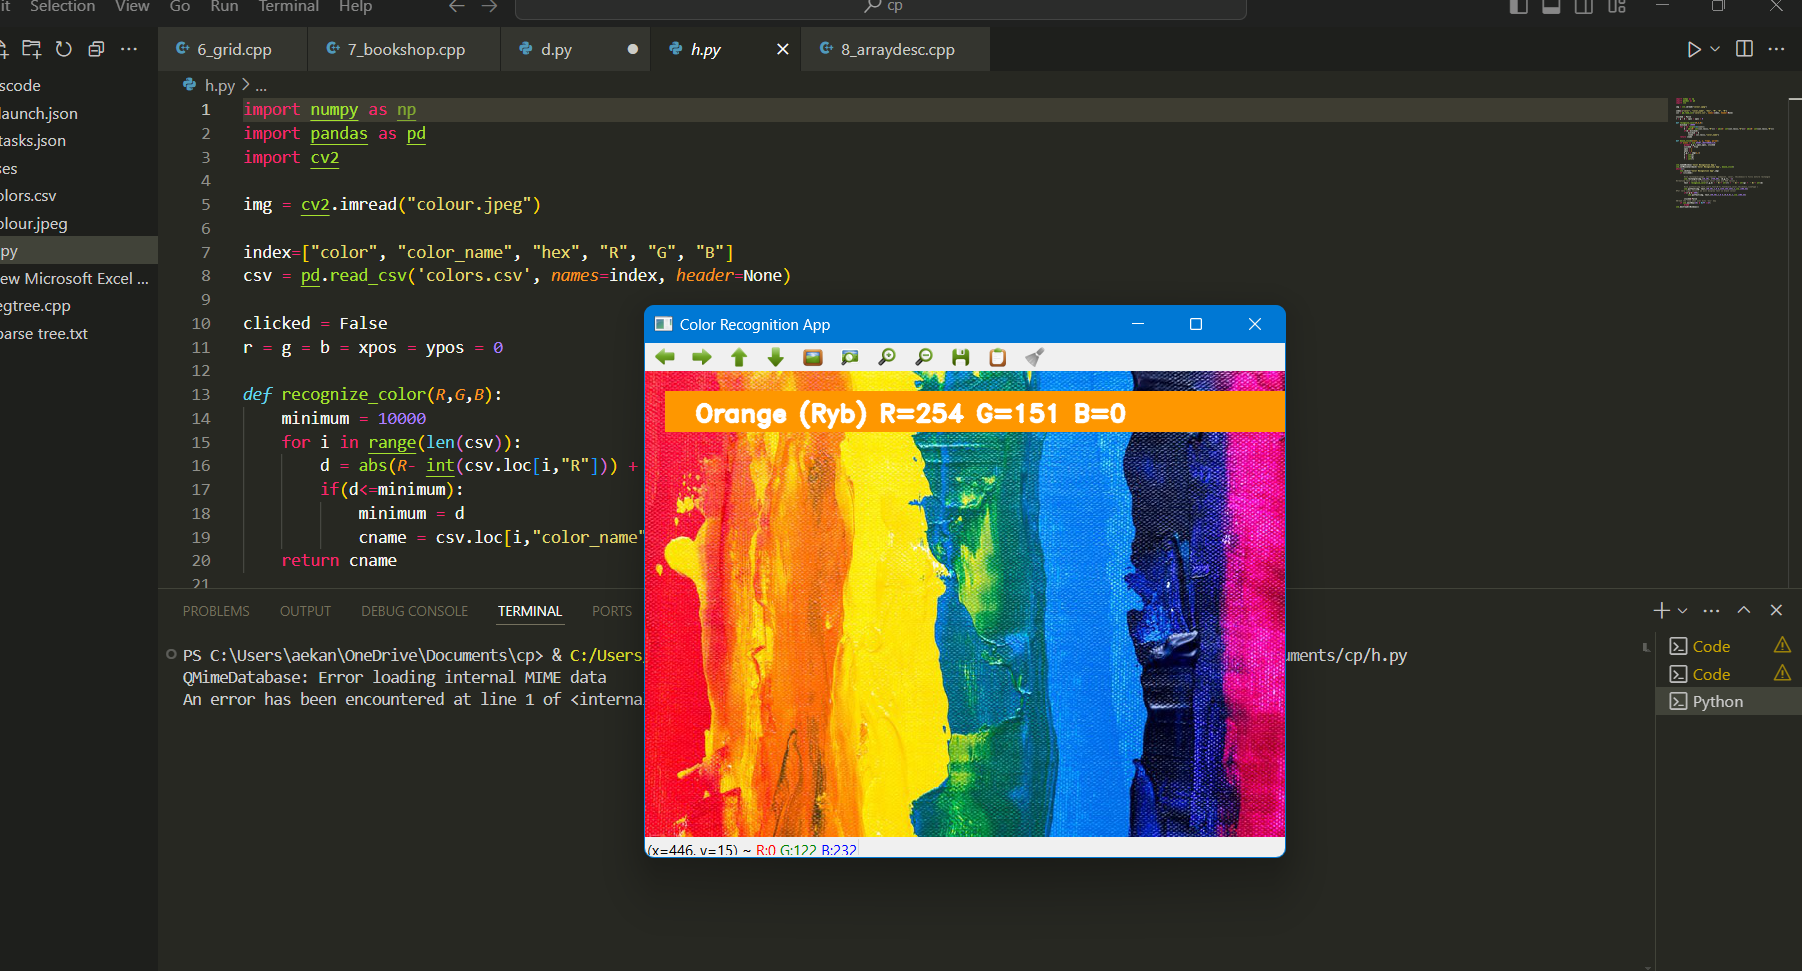 Selection View Go Run Terminal Help cp
6_grid.cpp 7_bookshop.cpp d.py h.py 8_arraydesc.cpp
h.py > ...
scode
launch.json
tasks.json
es
olors.csv
olour.jpeg
py
ew Microsoft Excel ...
egtree.cpp
parse tree.txt
1 import numpy as np
2 import pandas as pd
3 import cv2
4
5 img = cv2.imread("colour.jpeg")
6
7 index=["color", "color_name", "hex", "R", "G", "B"]
8 csv = pd.read_csv('colors.csv', names=index, header=None)
9
10 clicked = False
11 r = g = b = xpos = ypos = 0
12
13 def recognize_color(R,G,B):
14 minimum = 10000
15 for i in range(len(csv)):
16 d = abs(R- int(csv.loc[i,"R"])) +
17 if(d<=minimum):
18 minimum = d
19 cname = csv.loc[i,"color_name"
20 return cname
21
Color Recognition App
Orange (Ryb) R=254 G=151 B=0
(x=446, y=15) ~ R:0 G:122 B:232
PROBLEMS OUTPUT DEBUG CONSOLE TERMINAL PORTS
PS C:\Users\aekan\OneDrive\Documents\cp> & C:/Users uments/cp/h.py
QMimeDatabase: Error loading internal MIME data
An error has been encountered at line 1 of <interna
Code
Code
Python